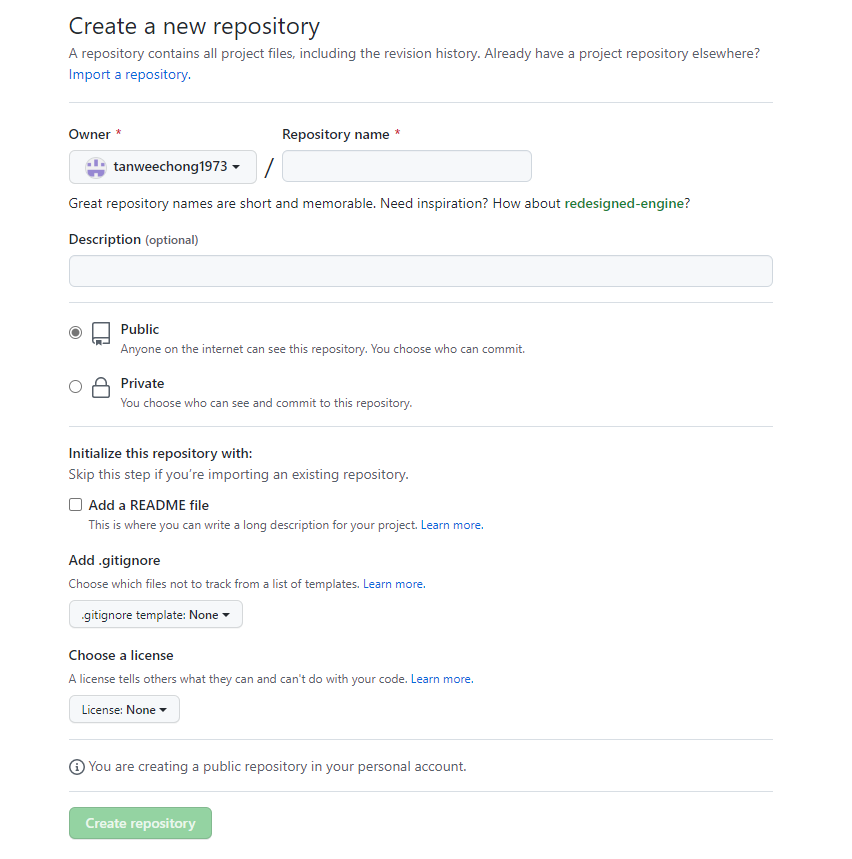 Create a new repository
A repository contains all project files, including the revision history. Already have a project repository elsewhere?
Import a repository.
Owner *
Repository name *
tanweechong1973
/
Great repository names are short and memorable. Need inspiration? How about redesigned-engine?
Description (optional)
Public
Anyone on the internet can see this repository. You choose who can commit.
Private
You choose who can see and commit to this repository.
Initialize this repository with:
Skip this step if you're importing an existing repository.
Add a README file
This is where you can write a long description for your project. Learn more.
Add .gitignore
Choose which files not to track from a list of templates. Learn more.
.gitignore template: None
Choose a license
A license tells others what they can and can't do with your code. Learn more.
License: None
You are creating a public repository in your personal account.
Create repository